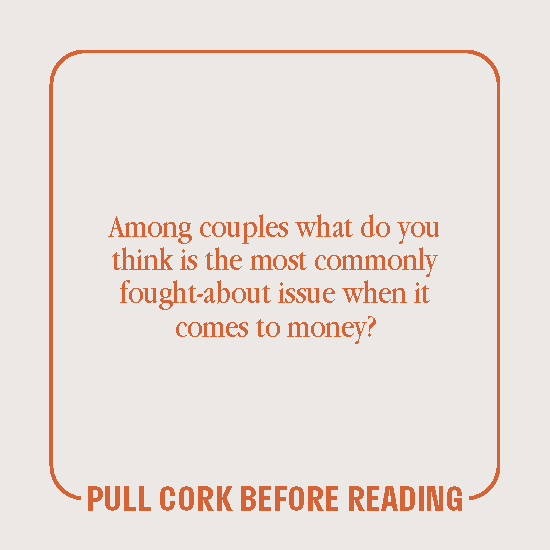 Among couples what do you
think is the most commonly
fought-about issue when it
comes to money?
PULL CORK BEFORE READING